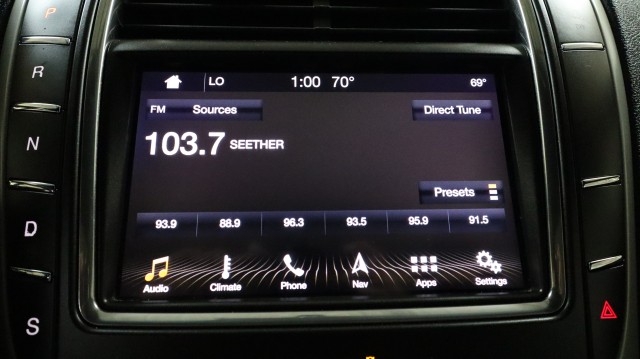 P
R
N
D
S
LO 1:00 70° 69°
FM Sources Direct Tune
103.7 SEETHER
Presets
93.9 88.9 96.3 93.5 95.9 91.5
Audio Climate Phone Nav Apps Settings